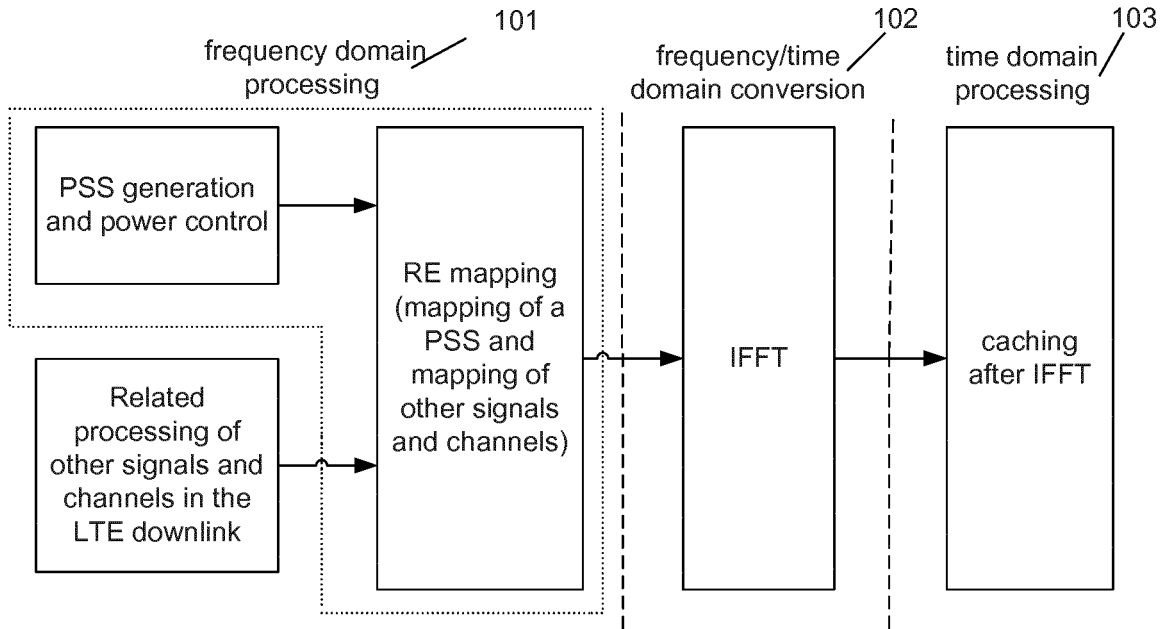 101
frequency domain
processing
102
frequency/time
domain conversion
103
time domain
processing
PSS generation
and power control
Related
processing of
other signals and
channels in the
LTE downlink
RE mapping
(mapping of a
PSS and
mapping of
other signals
and channels)
IFFT
caching
after IFFT